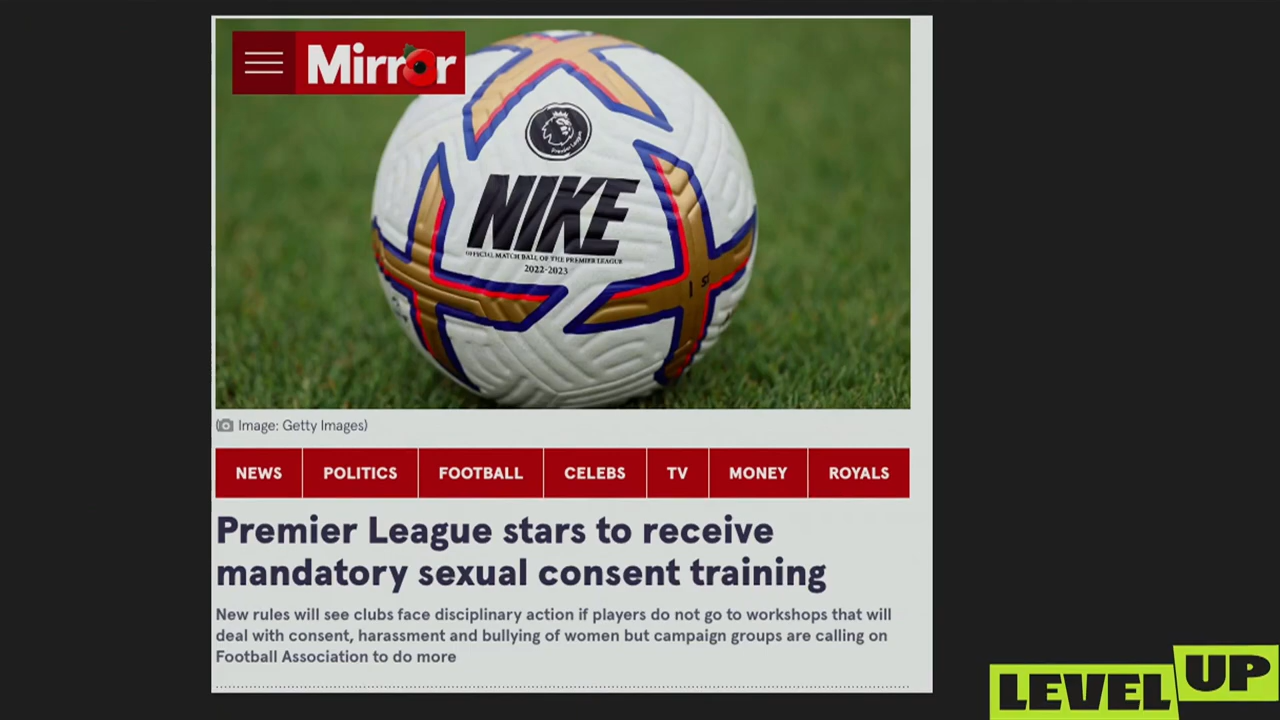 Mirror
Premier League
NIKE
OFFICIAL MATCH BALL OF THE PREMIER LEAGUE
2022-2023
Image: Getty Images)
NEWS POLITICS FOOTBALL CELEBS TV MONEY ROYALS
Premier League stars to receive
mandatory sexual consent training
New rules will see clubs face disciplinary action if players do not go to workshops that will
deal with consent, harassment and bullying of women but campaign groups are calling on
Football Association to do more
LEVEL UP